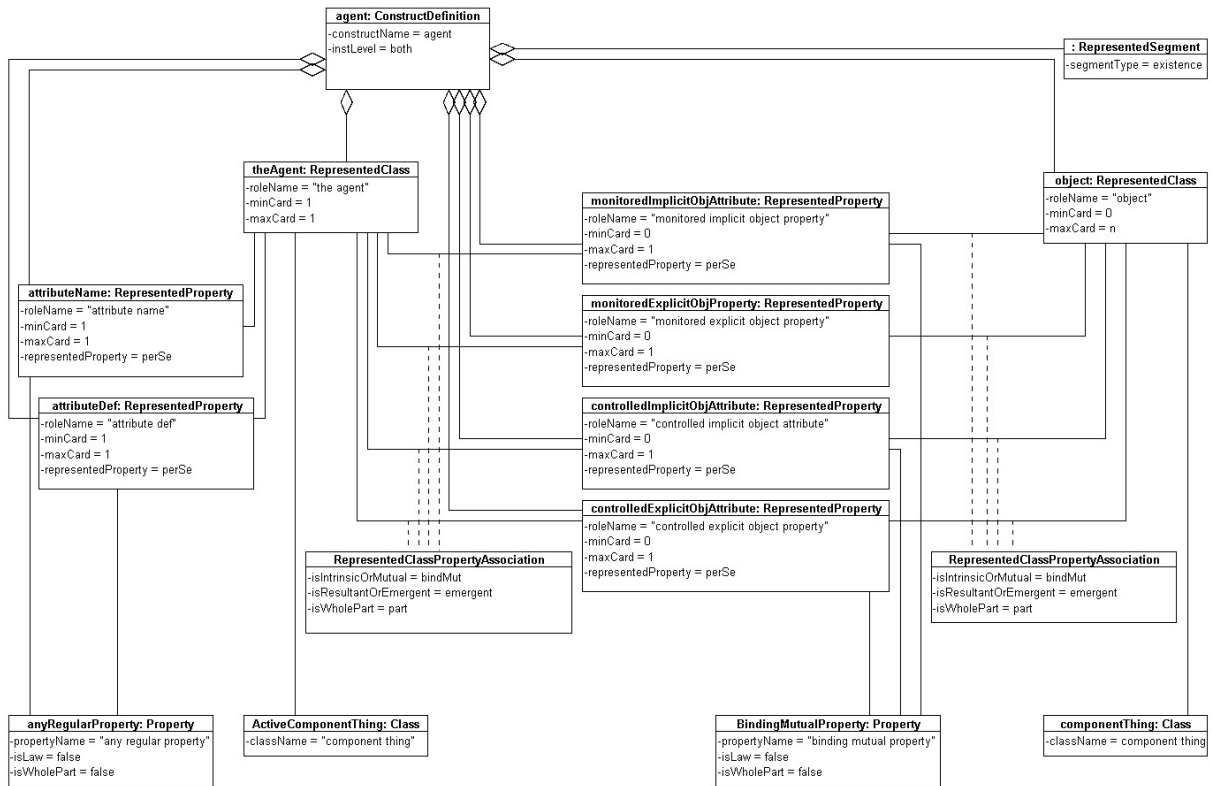 agent: ConstructDefinition
-constructName = agent
-instLevel = both
: RepresentedSegment
-segmentType = existence
theAgent: RepresentedClass
-roleName = "the agent"
-minCard = 1
-maxCard = 1
object: RepresentedClass
-roleName = "object"
-minCard = 0
-maxCard = n
monitoredImplicitObjAttribute: RepresentedProperty
-roleName = "monitored implicit object property"
-minCard = 0
-maxCard = 1
-representedProperty = perSe
attributeName: RepresentedProperty
-roleName = "attribute name"
-minCard = 1
-maxCard = 1
-representedProperty = perSe
monitoredExplicitObjProperty: RepresentedProperty
-roleName = "monitored explicit object property"
-minCard = 0
-maxCard = 1
-representedProperty = perSe
attributeDef: RepresentedProperty
-roleName = "attribute def"
-minCard = 1
-maxCard = 1
-representedProperty = perSe
controlledImplicitObjAttribute: RepresentedProperty
-roleName = "controlled implicit object attribute"
-minCard = 0
-maxCard = 1
-representedProperty = perSe
controlledExplicitObjAttribute: RepresentedProperty
-roleName = "controlled explicit object property"
-minCard = 0
-maxCard = 1
-representedProperty = perSe
RepresentedClassPropertyAssociation
-isIntrinsicOrMutual = bindMut
-isResultantOrEmergent = emergent
-isWholePart = part
RepresentedClassPropertyAssociation
-isIntrinsicOrMutual = bindMut
-isResultantOrEmergent = emergent
-isWholePart = part
anyRegularProperty: Property
-propertyName = "any regular property"
-isLaw = false
-isWholePart = false
ActiveComponentThing: Class
-className = "component thing"
BindingMutualProperty: Property
-propertyName = "binding mutual property"
-isLaw = false
-isWholePart = false
componentThing: Class
-className = component thing